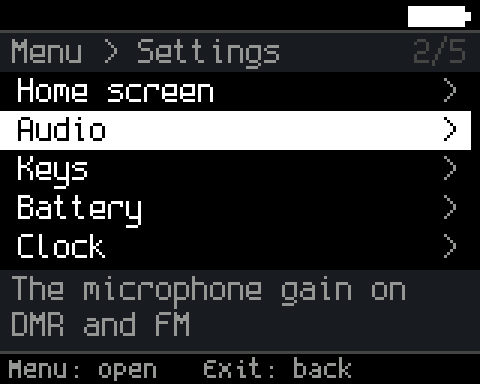 Menu > Settings 2/5
Home screen >
Audio >
Keys >
Battery >
Clock >
The microphone gain on
DMR and FM
Menu: open Exit: back